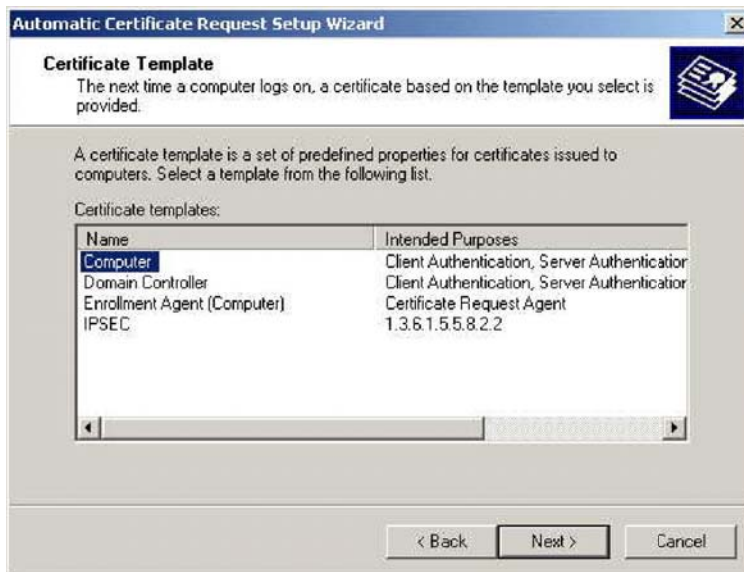 Automatic Certificate Request Setup Wizard
Certificate Template
The next time a computer logs on, a certificate based on the template you select is
provided.
A certificate template is a set of predefined properties for certificates issued to
computers. Select a template from the following list.
Certificate templates:
Name Intended Purposes
Computer Client Authentication, Server Authentication
Domain Controller Client Authentication, Server Authentication
Enrollment Agent (Computer) Certificate Request Agent
IPSEC 1.3.6.1.5.5.8.2.2
< Back Next > Cancel